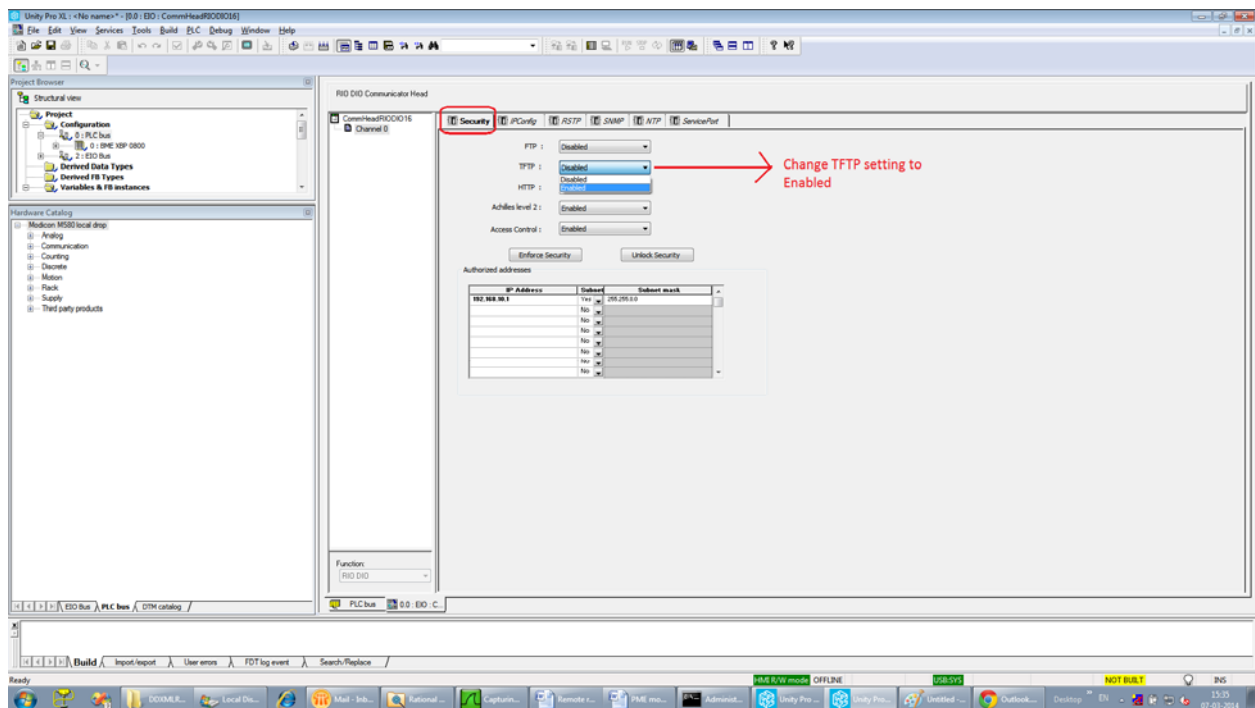 Unity Pro XL : <No name>* - [0.0 : EIO : CommHeadRIODIO16]
File Edit View Services Tools Build PLC Debug Window Help
Project Browser
Structural view
Project
Configuration
0 : PLC bus
0 : BME XBP 0800
2 : EIO Bus
Derived Data Types
Derived FB Types
Variables & FB instances
Hardware Catalog
Modicon M580 local drop
Analog
Communication
Counting
Discrete
Motion
Rack
Supply
Third party products
EIO Bus PLC bus DTM catalog
RIO DIO Communicator Head
CommHeadRIODIO16
Channel 0
Function:
RIO DIO
Security IPConfig RSTP SNMP NTP ServicePort
FTP : Disabled
TFTP : Disabled
Disabled
HTTP : Enabled
Achilles level 2 : Enabled
Access Control : Enabled
Enforce Security Unlock Security
Authorized addresses
IP Address Subnet Subnet mask
192.168.10.1 Yes 255.255.0.0
No
No
No
No
No
No
No
Change TFTP setting to
Enabled
PLC bus 0.0 : EIO : C...
Build Import/export User errors FDT log event Search/Replace
Ready HMI R/W mode OFFLINE USB:SYS NOT BUILT INS
DDXMLR... Local Dis... Mail - Inb... Rational ... Capturin... Remote r... PME mo... Administ... Unity Pro ... Unity Pro... Untitled -... Outlook... Desktop » EN 15:35
07-03-2014